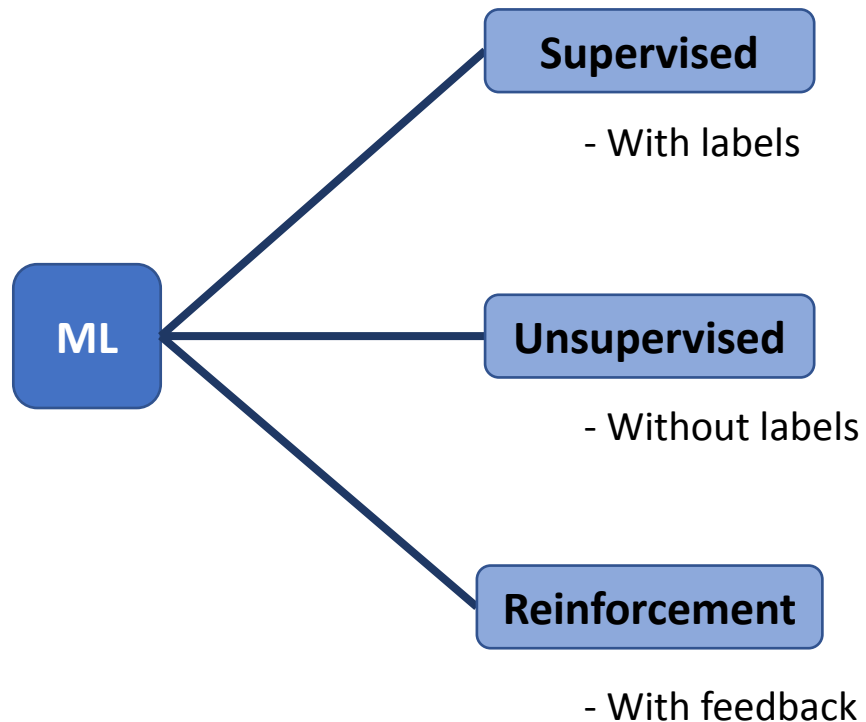 Supervised
- With labels
ML
Unsupervised
- Without labels
Reinforcement
- With feedback